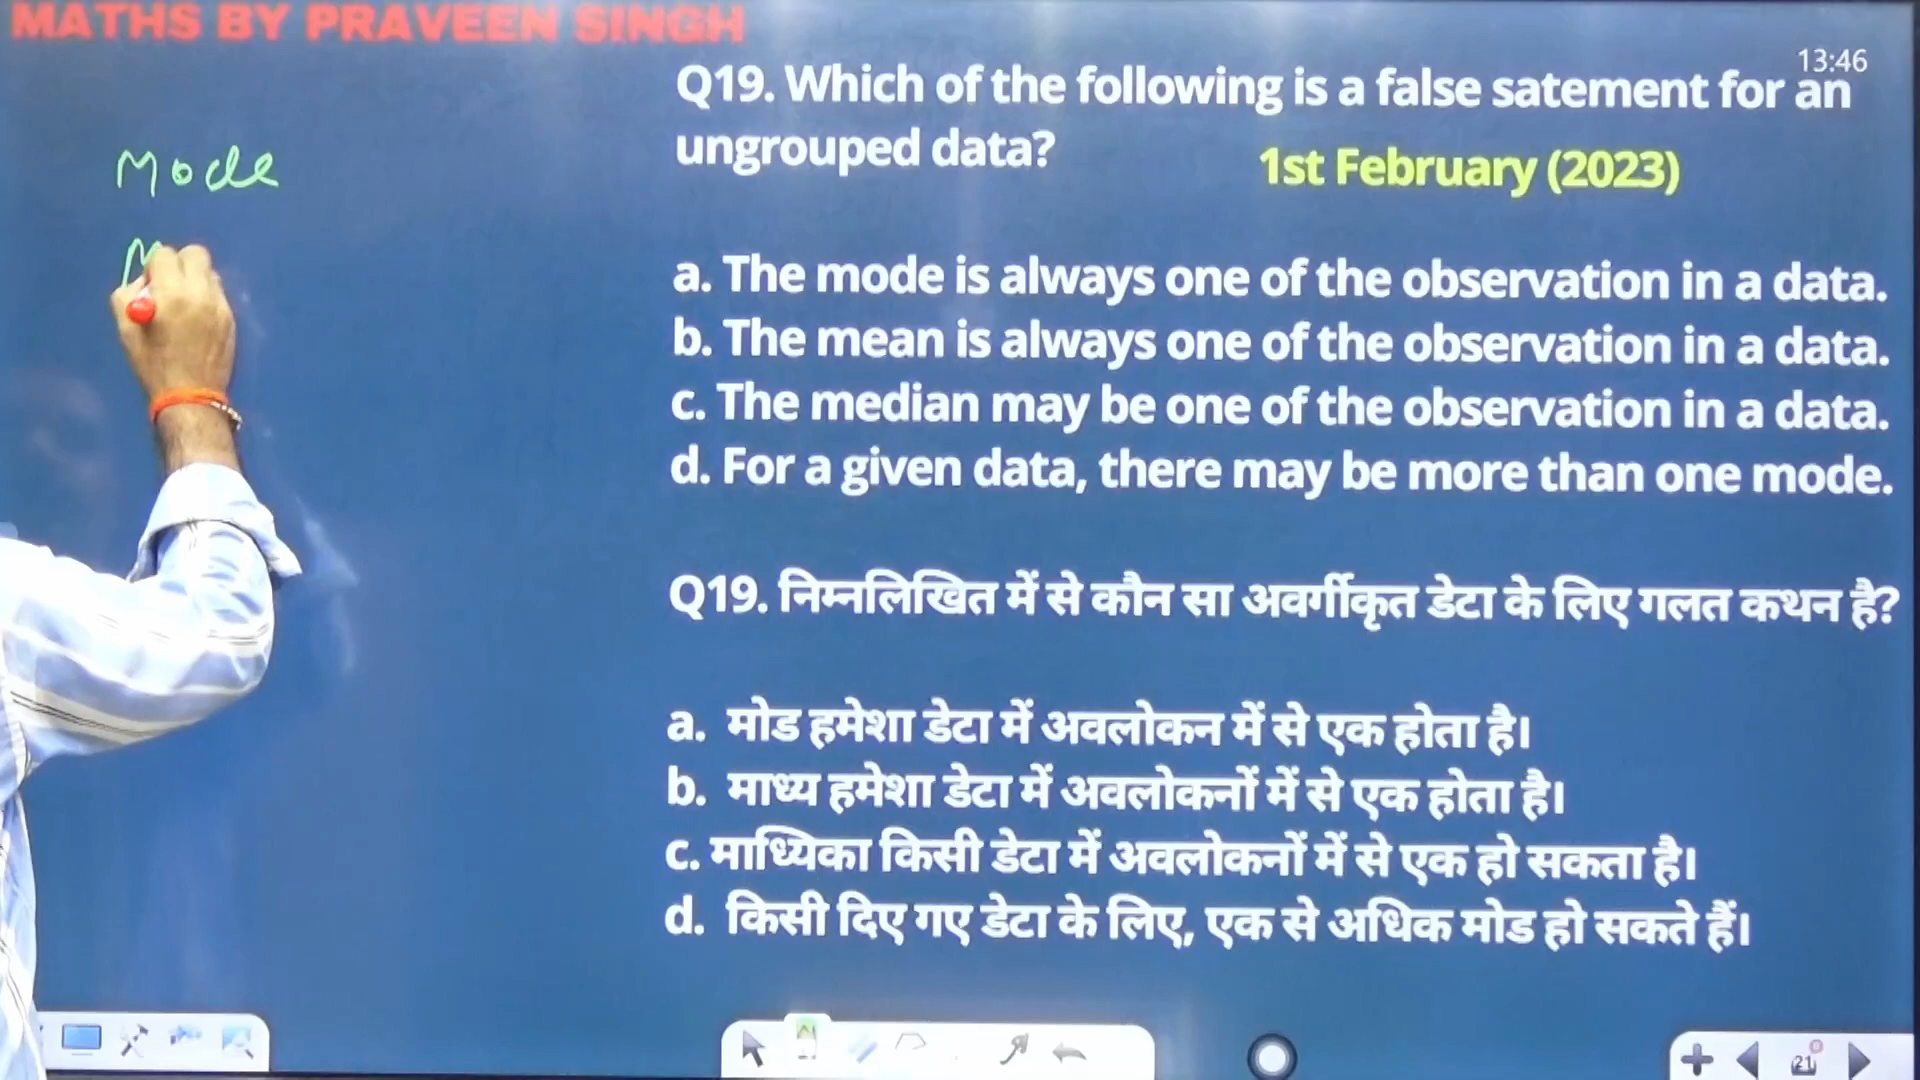 MATHS BY PRAVEEN SINGH
13:46
Q19. Which of the following is a false satement for an
ungrouped data?
1st February (2023)
Mode
M
a. The mode is always one of the observation in a data.
b. The mean is always one of the observation in a data.
c. The median may be one of the observation in a data.
d. For a given data, there may be more than one mode.
Q19. निम्नलिखित में से कौन सा अवर्गीकृत डेटा के लिए गलत कथन है?
a. मोड हमेशा डेटा में अवलोकन में से एक होता है।
b. माध्य हमेशा डेटा में अवलोकनों में से एक होता है।
c. माध्यिका किसी डेटा में अवलोकनों में से एक हो सकता है।
d. किसी दिए गए डेटा के लिए, एक से अधिक मोड हो सकते हैं।
21